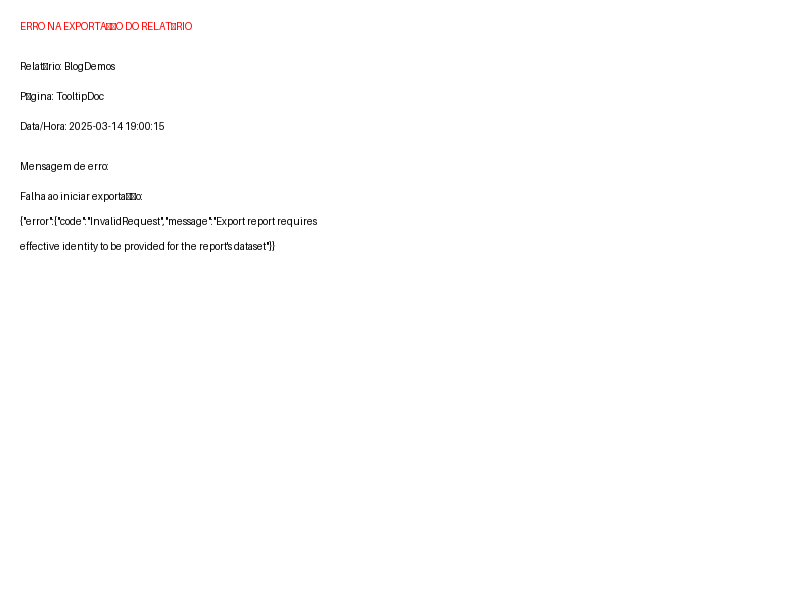 ERRO NA EXPORTA▯▯O DO RELAT▯RIO
Relat▯rio: BlogDemos
P▯gina: TooltipDoc
Data/Hora: 2025-03-14 19:00:15
Mensagem de erro:
Falha ao iniciar exporta▯▯o:
{"error":{"code":"InvalidRequest","message":"Export report requires
effective identity to be provided for the report's dataset"}}